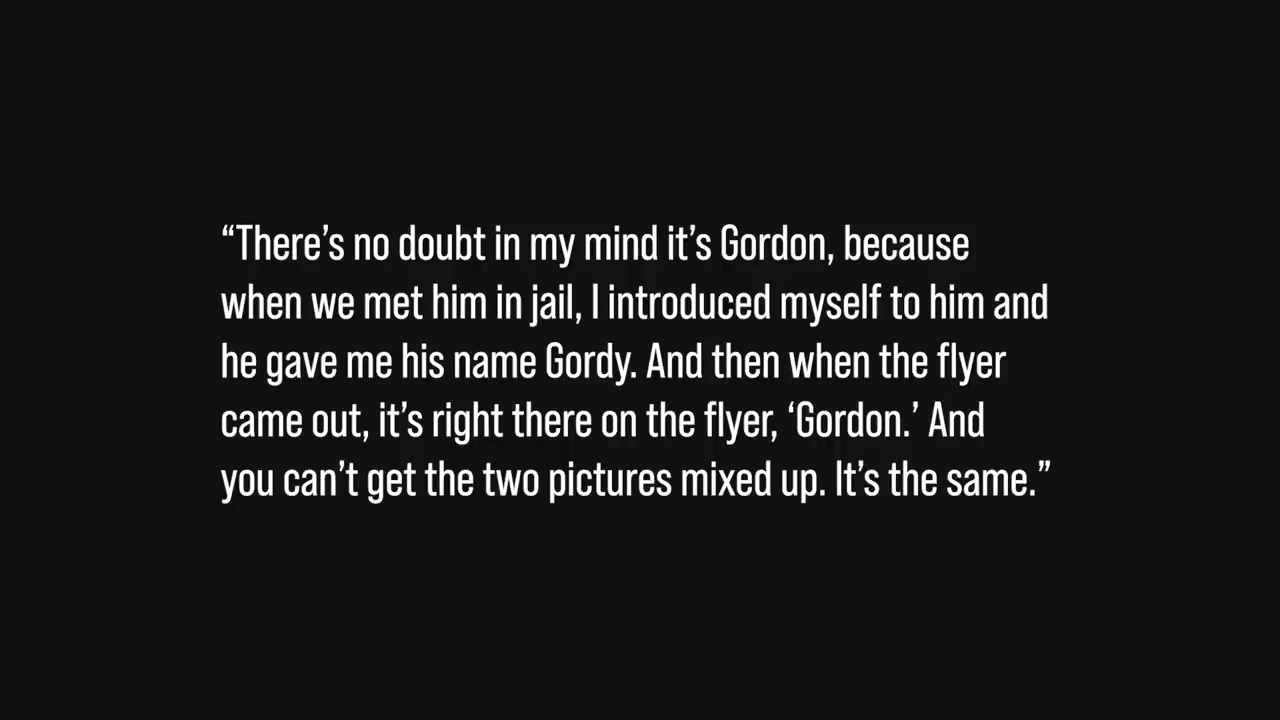 “There’s no doubt in my mind it’s Gordon, because
when we met him in jail, I introduced myself to him and
he gave me his name Gordy. And then when the flyer
came out, it’s right there on the flyer, ‘Gordon.’ And
you can’t get the two pictures mixed up. It’s the same.”